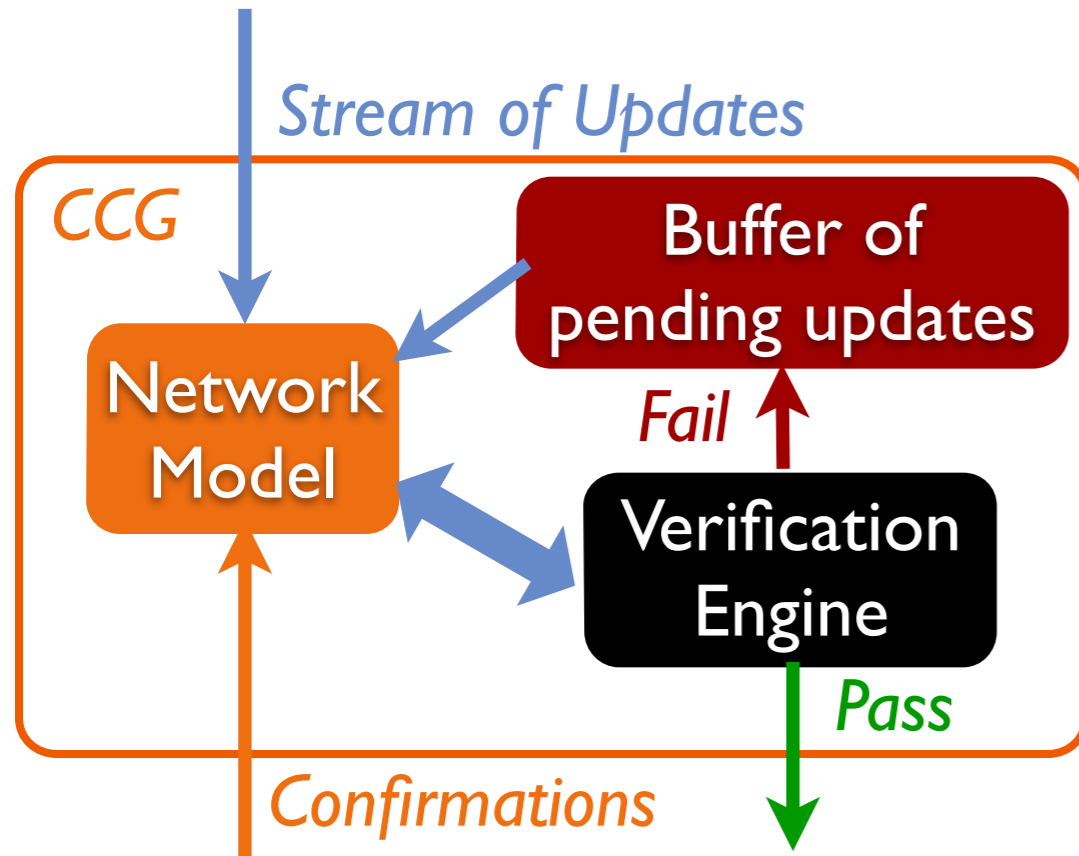 Stream of Updates
CCG
Buffer of
pending updates
Network
Model
Fail
Verification
Engine
Pass
Confirmations